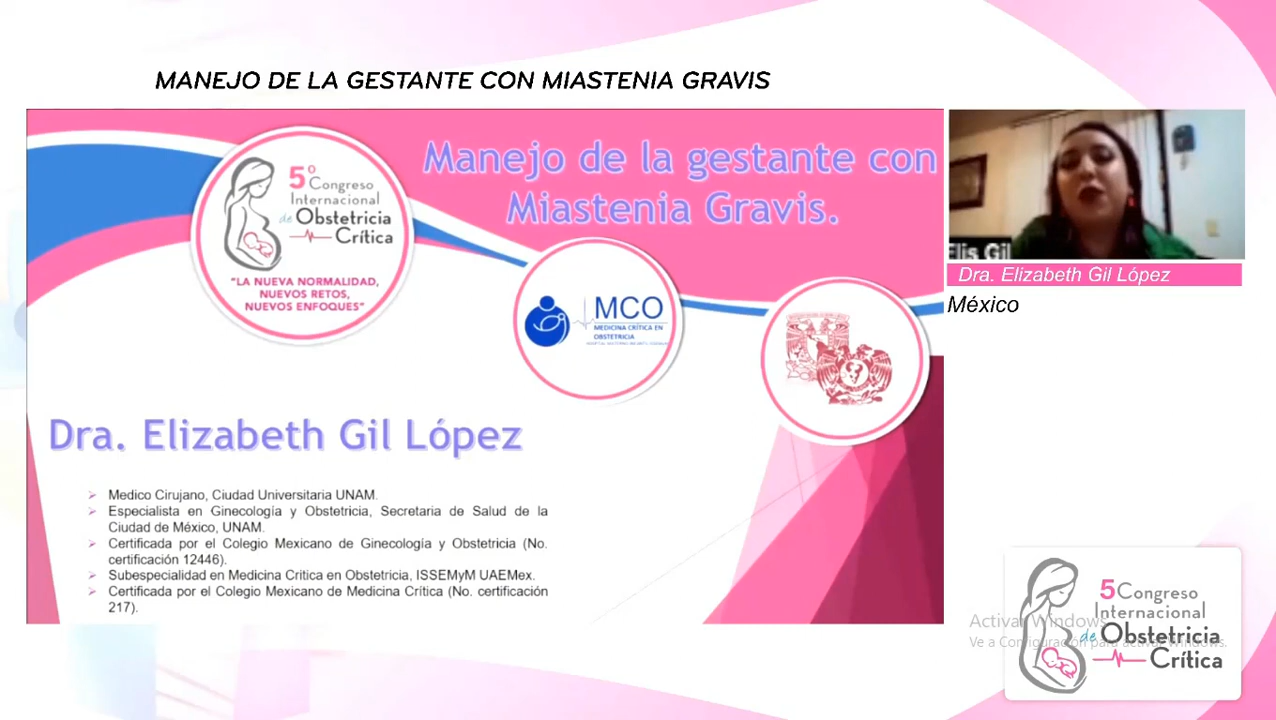 MANEJO DE LA GESTANTE CON MIASTENIA GRAVIS
Manejo de la gestante con
Miastenia Gravis.
5º
Congreso
Internacional
de Obstetricia
Crítica
"LA NUEVA NORMALIDAD,
NUEVOS RETOS,
NUEVOS ENFOQUES"
MCO
MEDICINA CRÍTICA EN
OBSTETRICIA
Dra. Elizabeth Gil López
Medico Cirujano, Ciudad Universitaria UNAM.
Especialista en Ginecología y Obstetricia, Secretaria de Salud de la
Ciudad de México, UNAM.
Certificada por el Colegio Mexicano de Ginecología y Obstetricia (No.
certificación 12446).
Subespecialidad en Medicina Critica en Obstetricia, ISSEMyM UAEMex.
Certificada por el Colegio Mexicano de Medicina Crítica (No. certificación
217).
Elis Gil
Dra. Elizabeth Gil López
México
5 Congreso
Internacional
de Obstetricia
Crítica
Activar Windows
Ve a Configuración para activar Windows.